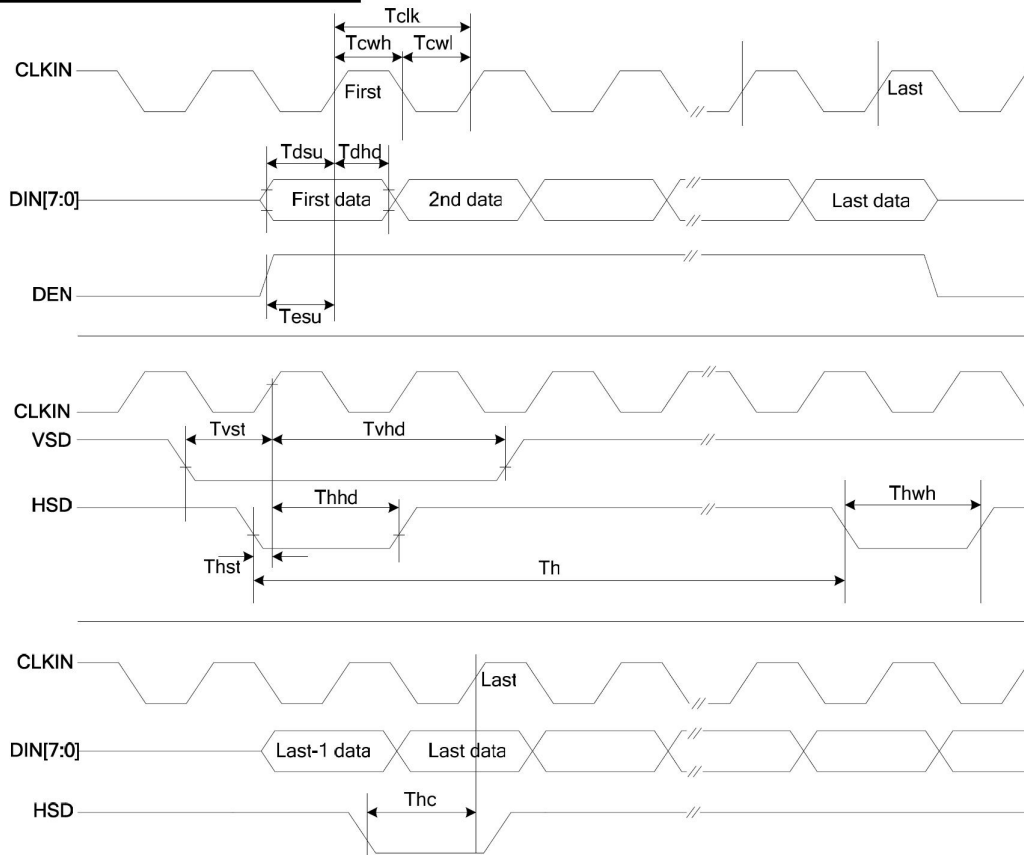 Tclk
Tcwh Tcwl
CLKIN
First
Last
Tdsu Tdhd
DIN[7:0]
First data
2nd data
Last data
DEN
Tesu
CLKIN
Tvst
Tvhd
VSD
Thhd
Thwh
HSD
Thst
Th
CLKIN
Last
DIN[7:0]
Last-1 data
Last data
Thc
HSD